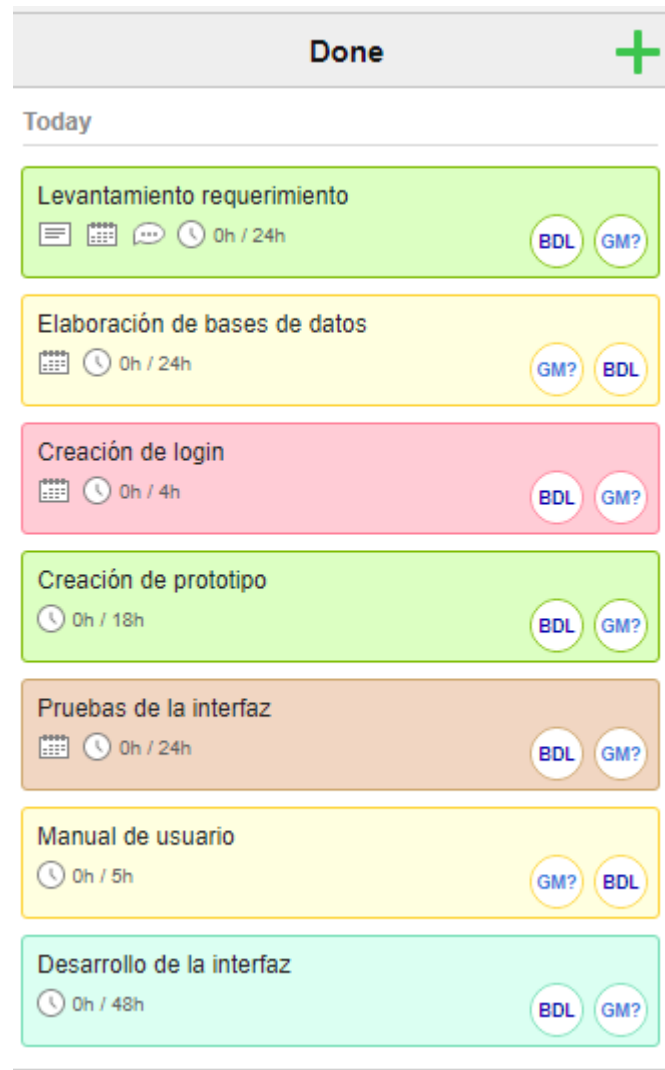 Done
Today
Levantamiento requerimiento
0h / 24h
BDL GM?
Elaboración de bases de datos
0h / 24h
GM? BDL
Creación de login
0h / 4h
BDL GM?
Creación de prototipo
0h / 18h
BDL GM?
Pruebas de la interfaz
0h / 24h
BDL GM?
Manual de usuario
0h / 5h
GM? BDL
Desarrollo de la interfaz
0h / 48h
BDL GM?